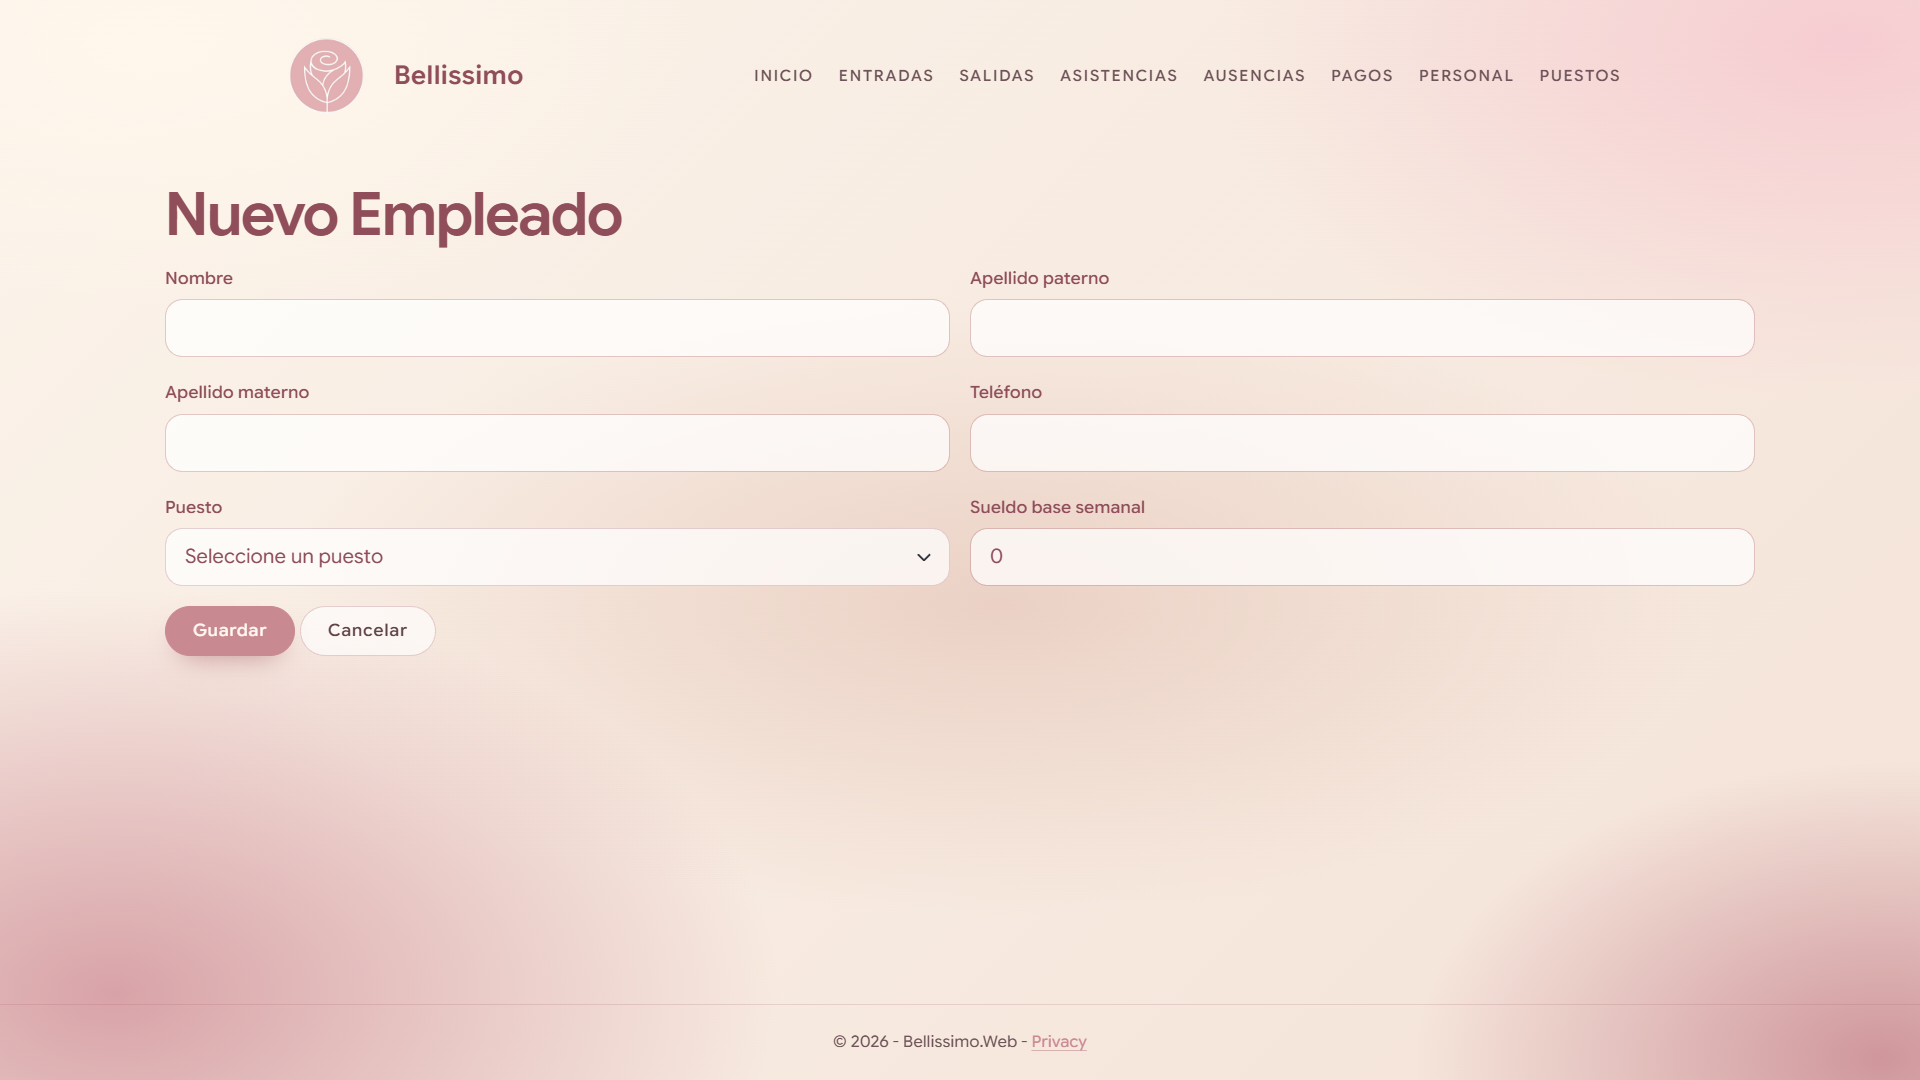 Bellissimo
INICIO ENTRADAS SALIDAS ASISTENCIAS AUSENCIAS PAGOS PERSONAL PUESTOS
Nuevo Empleado
Nombre
Apellido paterno
Apellido materno
Teléfono
Puesto
Sueldo base semanal
Seleccione un puesto
0
Guardar
Cancelar
© 2026 - Bellissimo.Web - Privacy